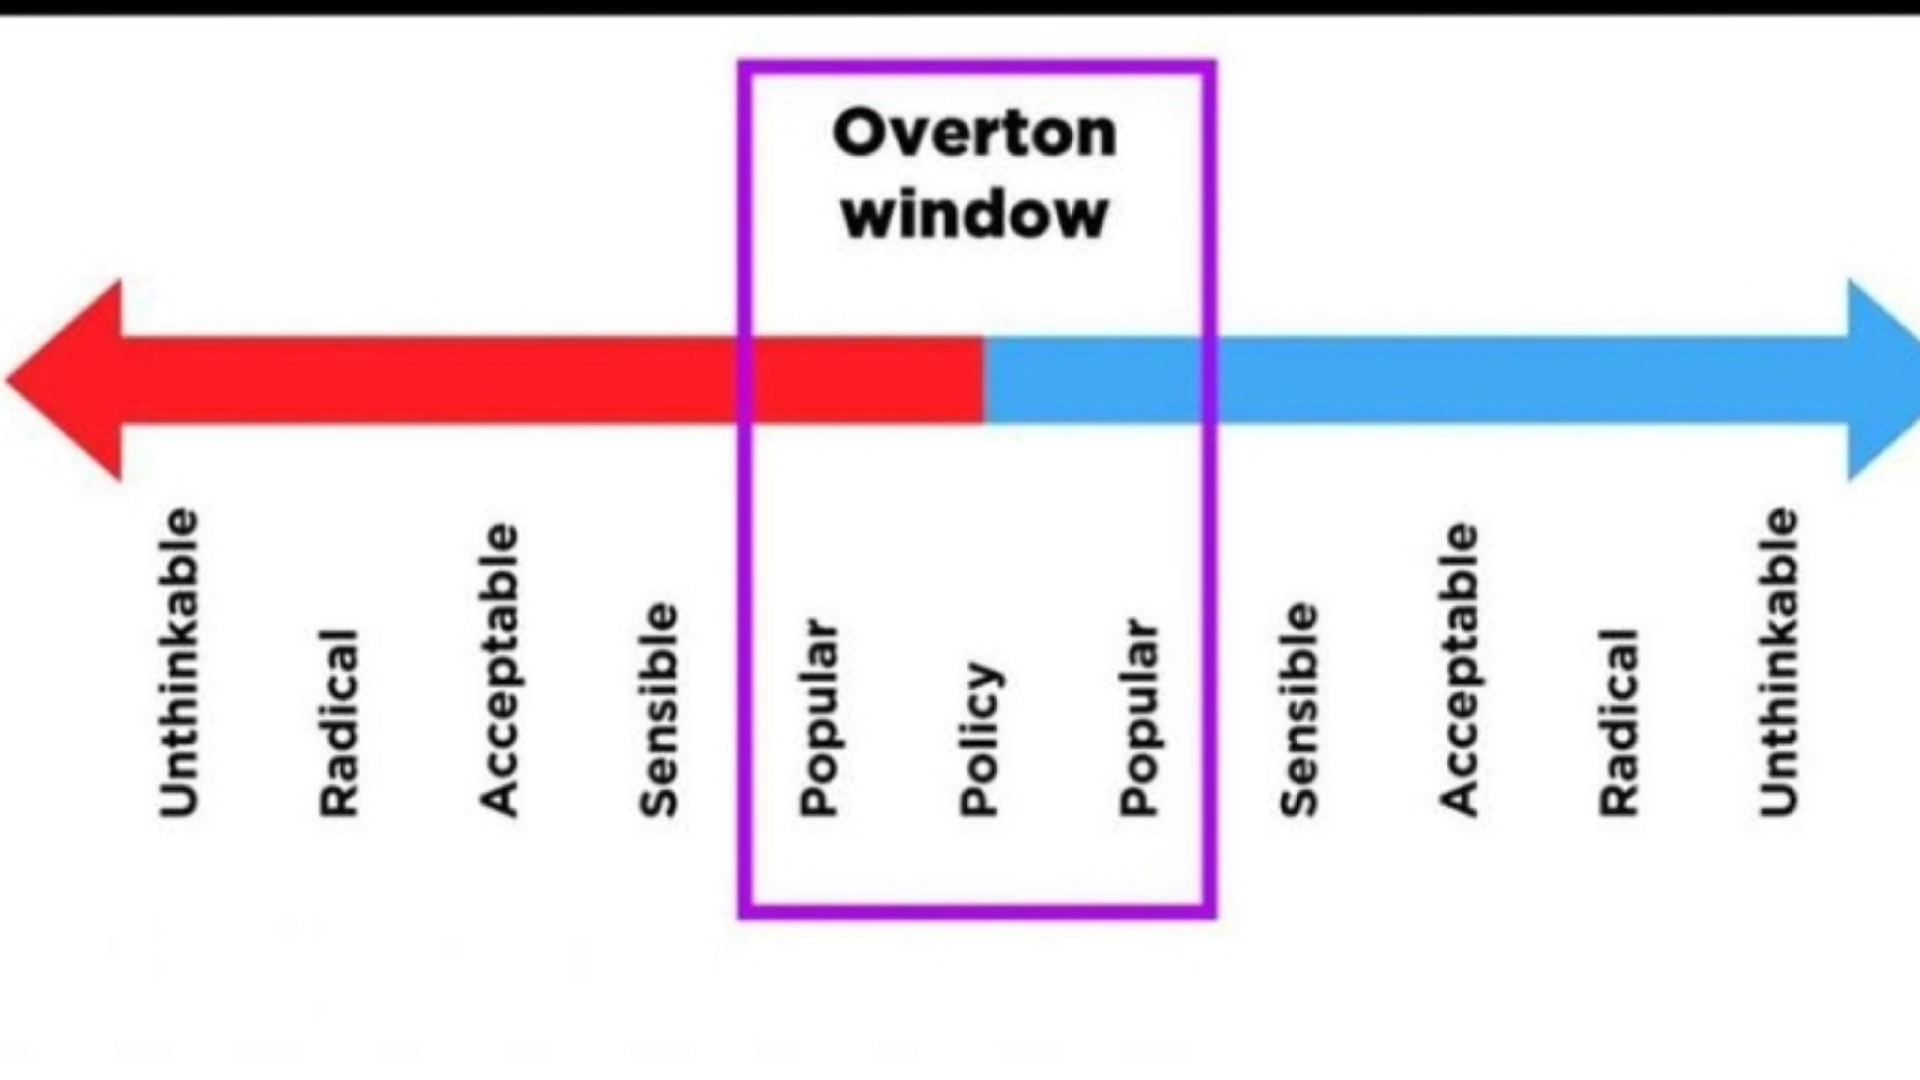 Overton
window
Unthinkable
Radical
Acceptable
Sensible
Popular
Policy
Popular
Sensible
Acceptable
Radical
Unthinkable